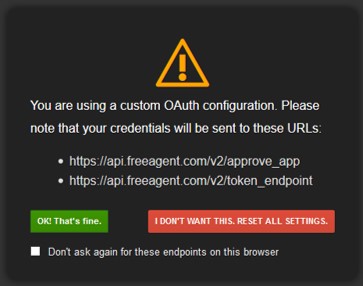 You are using a custom OAuth configuration. Please
note that your credentials will be sent to these URLs:
• https://api.freeagent.com/v2/approve_app
• https://api.freeagent.com/v2/token_endpoint
OK! That's fine.
I DON'T WANT THIS. RESET ALL SETTINGS.
Don't ask again for these endpoints on this browser